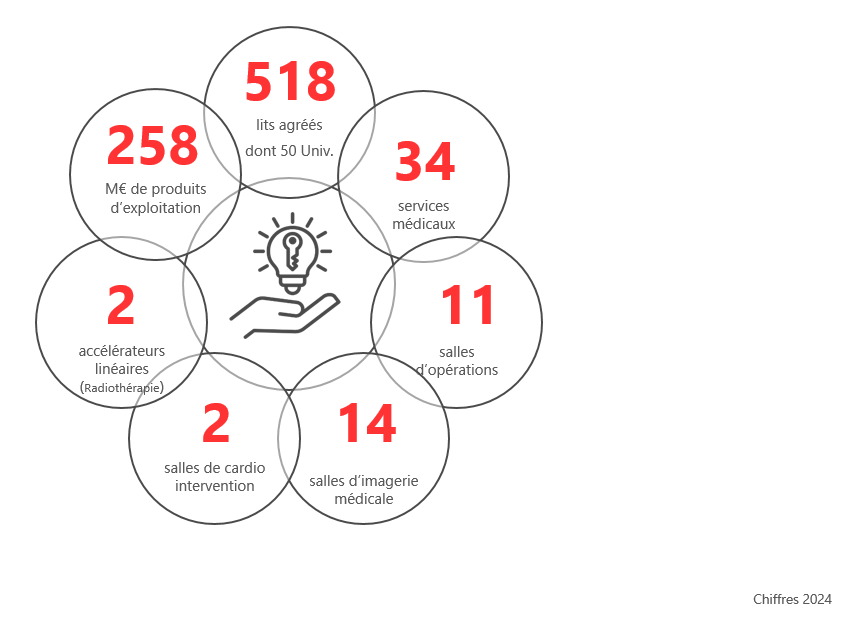 518
lits agréés
dont 50 Univ.
34
services
médicaux
11
salles
d'opérations
14
salles d'imagerie
médicale
2
salles de cardio
intervention
2
accélérateurs
linéaires
(Radiothérapie)
258
M€ de produits
d'exploitation
Chiffres 2024